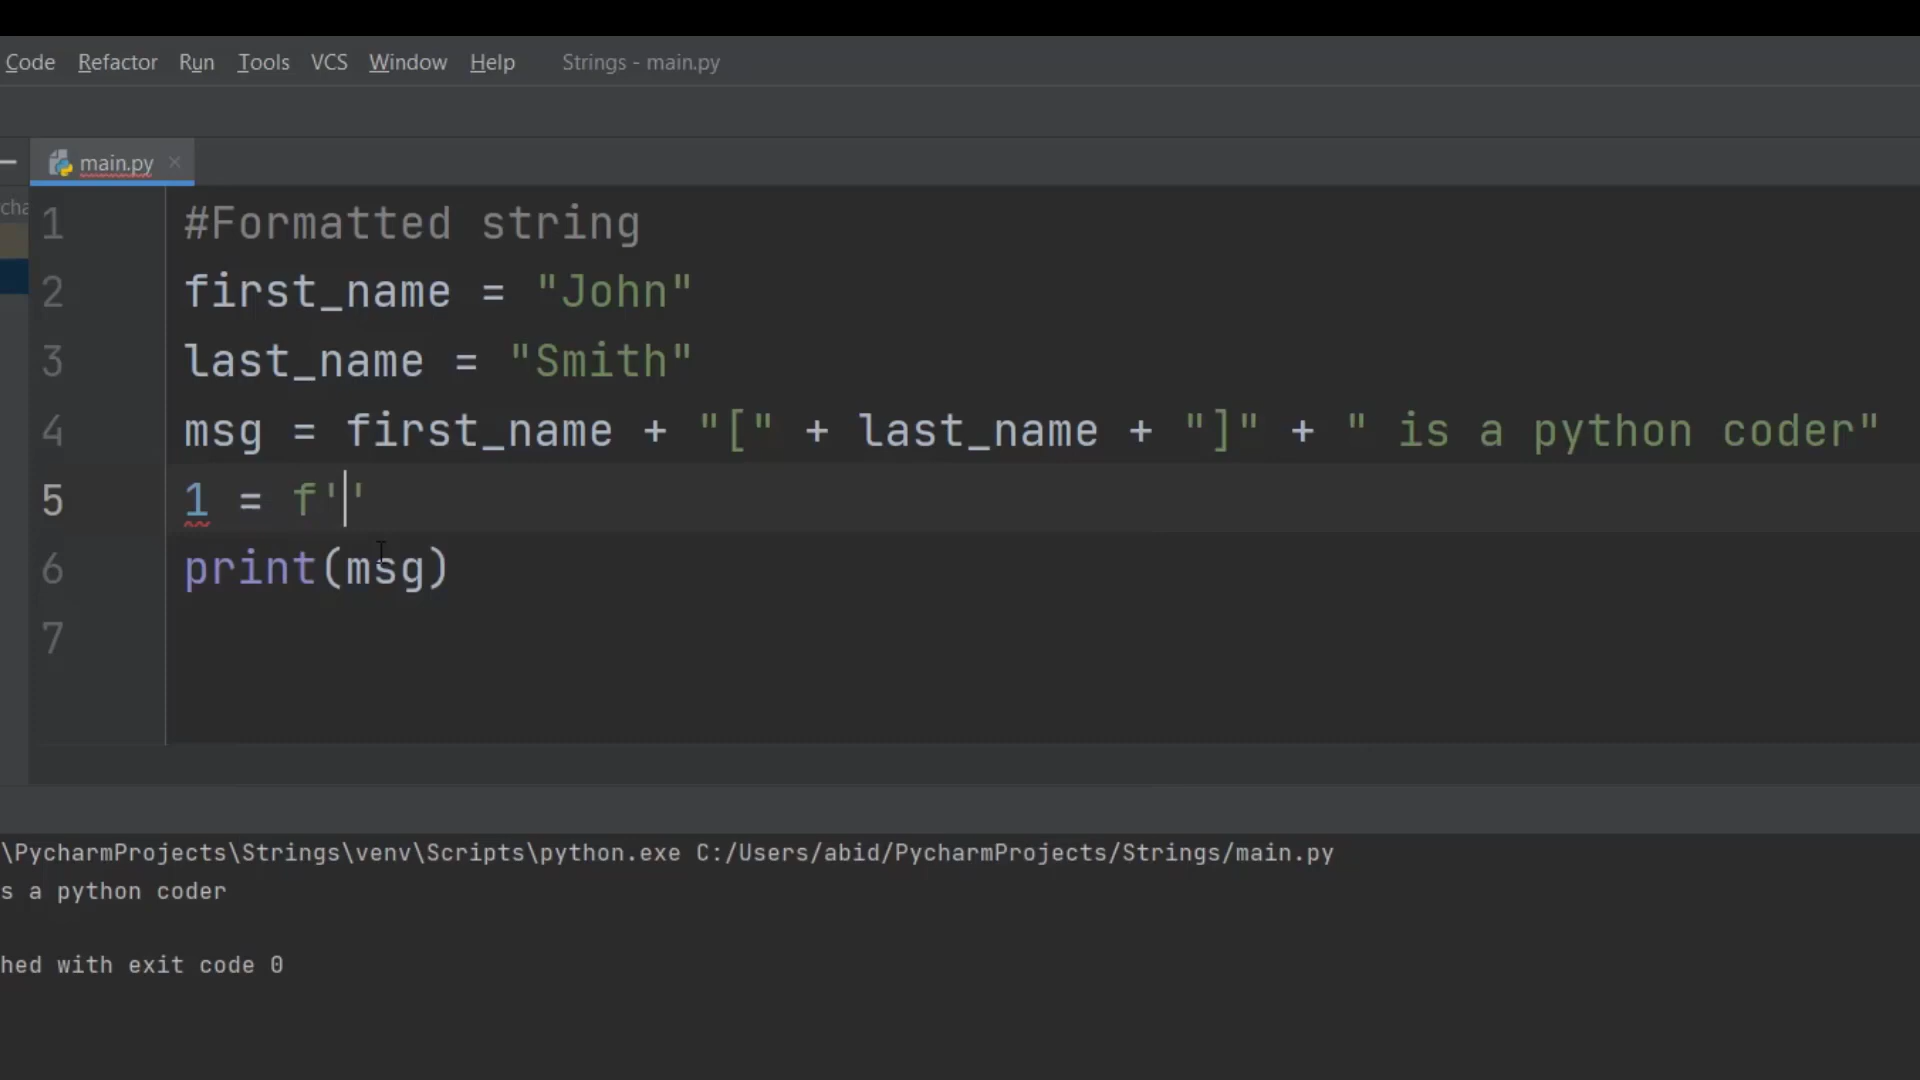 Code Refactor Run Tools VCS Window Help Strings - main.py
main.py
cha
1 #Formatted string
2 first_name = "John"
3 last_name = "Smith"
4 msg = first_name + "[" + last_name + "]" + " is a python coder"
5 1 = f''
6 print(msg)
7
\PycharmProjects\Strings\venv\Scripts\python.exe C:/Users/abid/PycharmProjects/Strings/main.py
s a python coder
hed with exit code 0